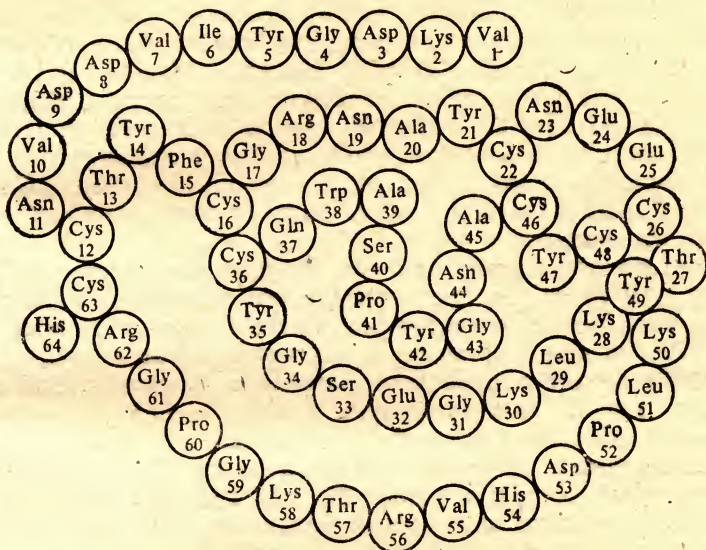 Val 1
Lys 2
Asp 3
Gly 4
Tyr 5
Ile 6
Val 7
Asp 8
Asp 9
Val 10
Asn 11
Cys 12
Thr 13
Tyr 14
Phe 15
Cys 16
Gly 17
Arg 18
Asn 19
Ala 20
Tyr 21
Cys 22
Asn 23
Glu 24
Glu 25
Cys 26
Thr 27
Lys 28
Leu 29
Lys 30
Gly 31
Glu 32
Ser 33
Gly 34
Tyr 35
Cys 36
Gln 37
Trp 38
Ala 39
Ser 40
Pro 41
Tyr 42
Gly 43
Asn 44
Ala 45
Cys 46
Tyr 47
Cys 48
Tyr 49
Lys 50
Leu 51
Pro 52
Asp 53
His 54
Val 55
Arg 56
Thr 57
Lys 58
Gly 59
Pro 60
Gly 61
Arg 62
Cys 63
His 64